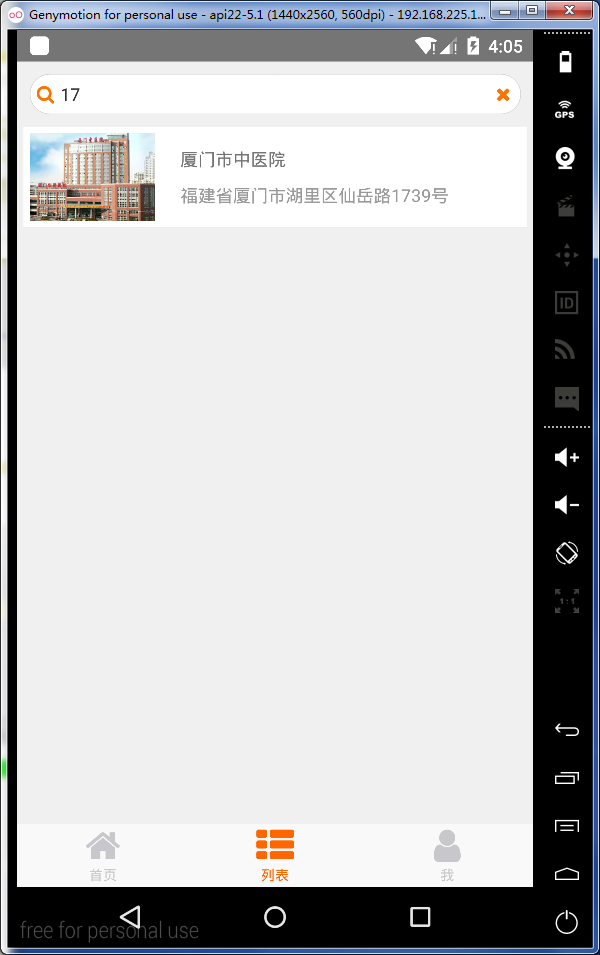 Genymotion for personal use - api22-5.1 (1440x2560, 560dpi) - 192.168.225.1...
4:05
17
厦门市中医院
福建省厦门市湖里区仙岳路1739号
GPS
ID
1:1
首页
列表
我
free for personal use